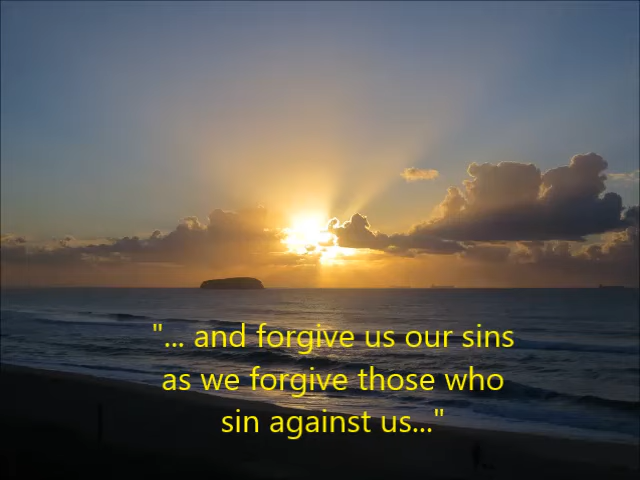 "... and forgive us our sins
as we forgive those who
sin against us..."